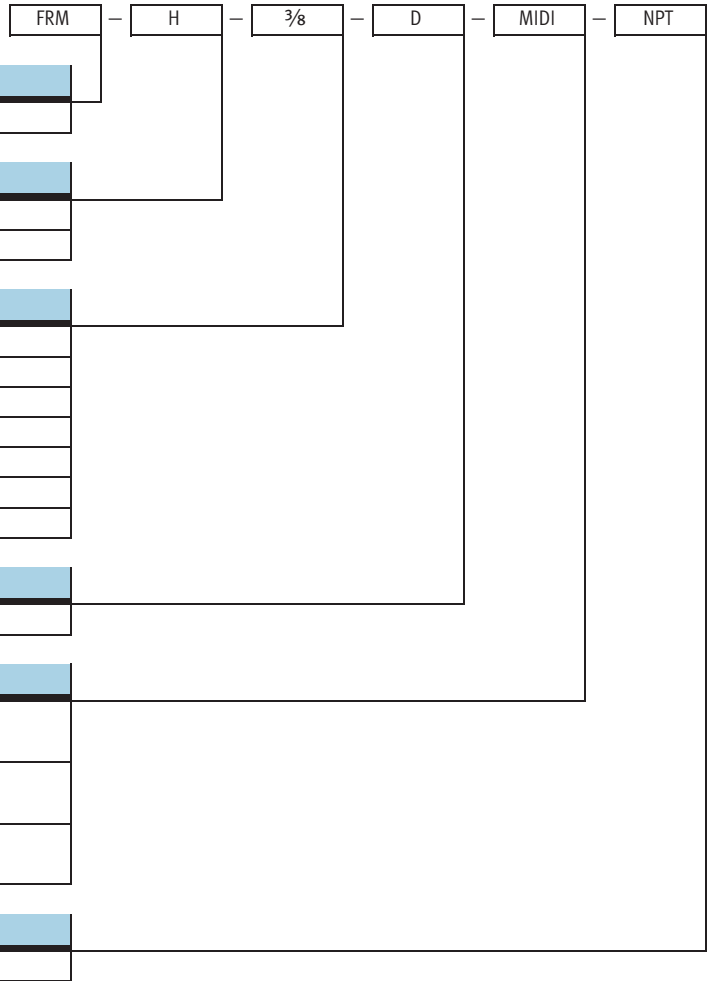 FRM – H – ⅜ – D – MIDI – NPT